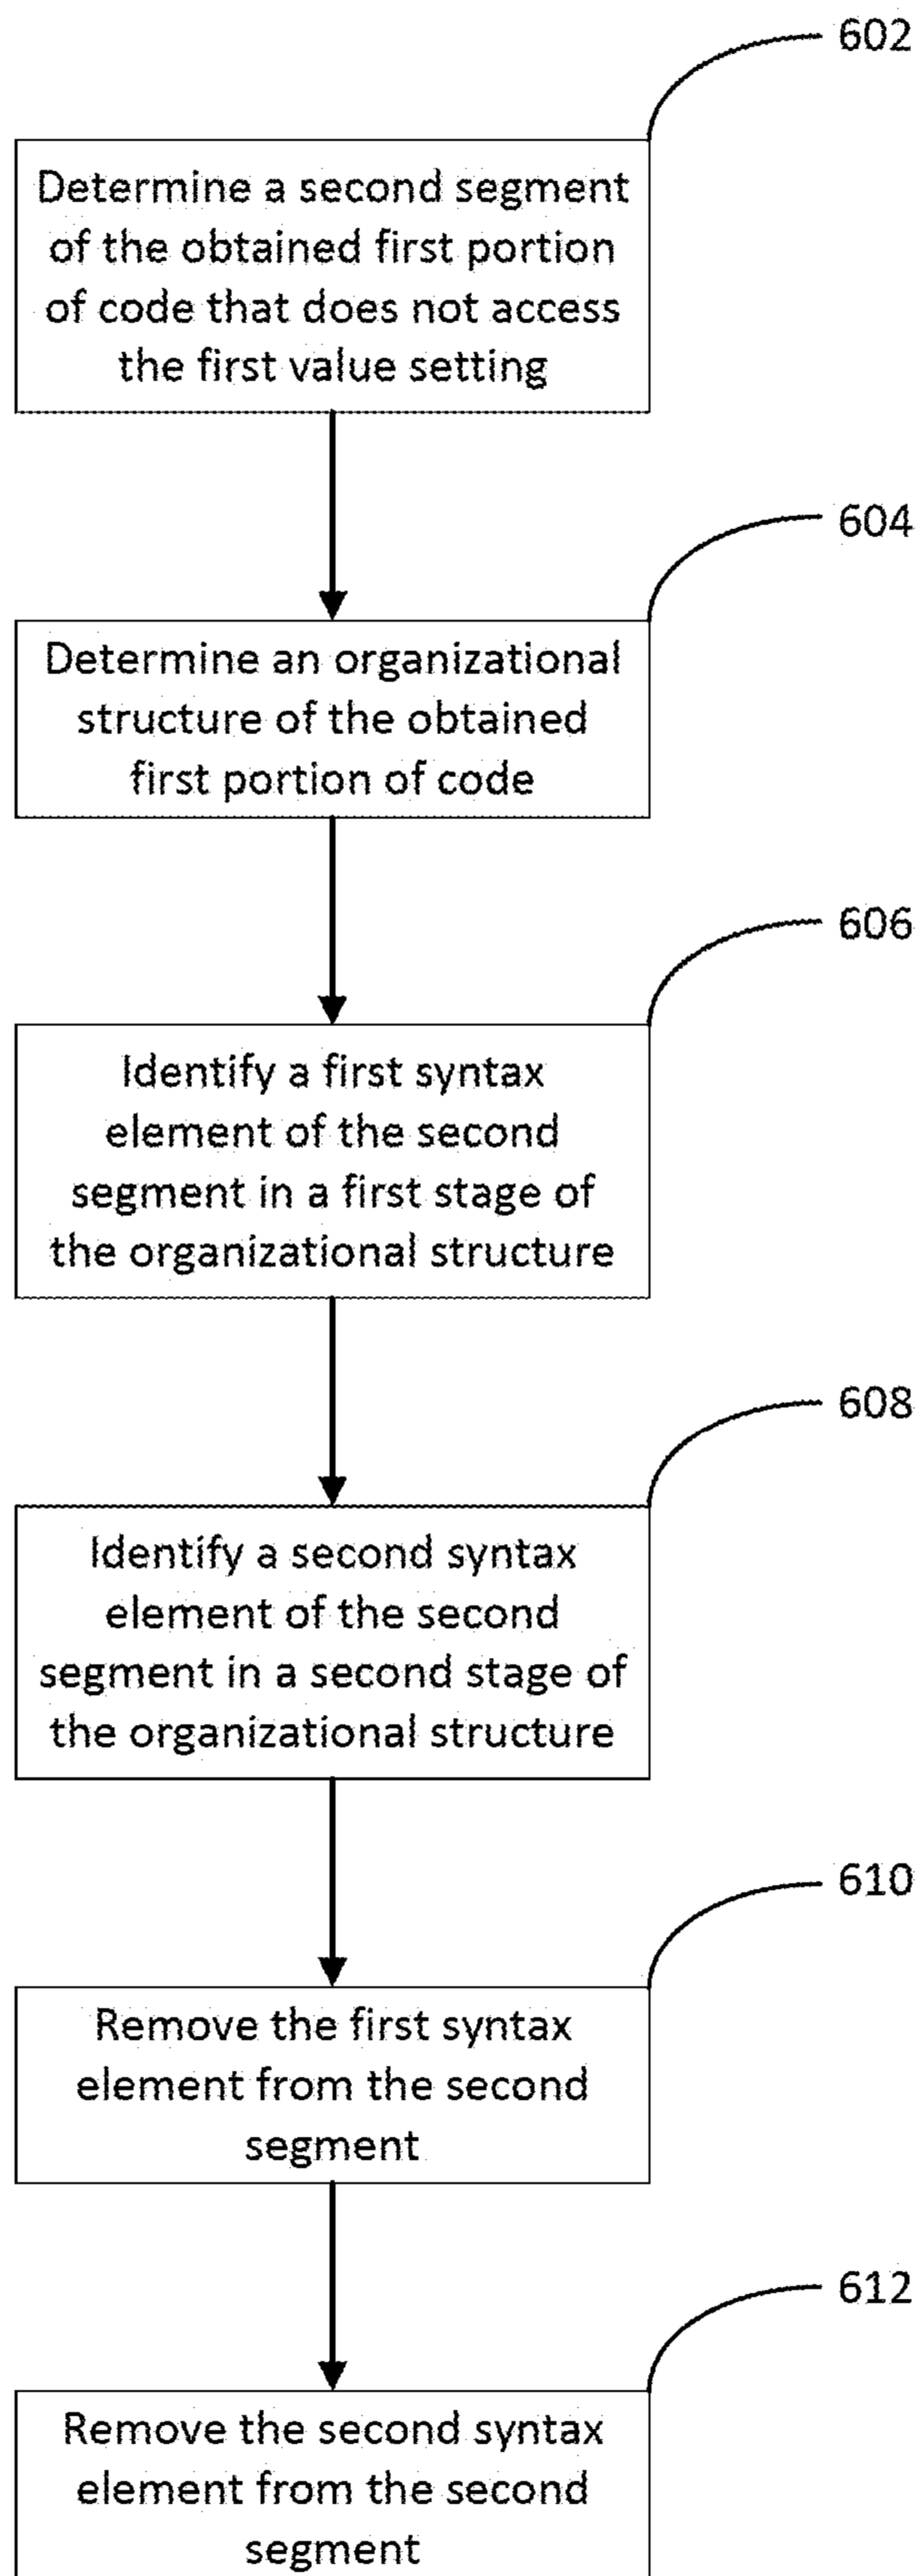 602
Determine a second segment
of the obtained first portion
of code that does not access
the first value setting
604
Determine an organizational
structure of the obtained
first portion of code
606
Identify a first syntax
element of the second
segment in a first stage of
the organizational structure
608
Identify a second syntax
element of the second
segment in a second stage of
the organizational structure
610
Remove the first syntax
element from the second
segment
612
Remove the second syntax
element from the second
segment